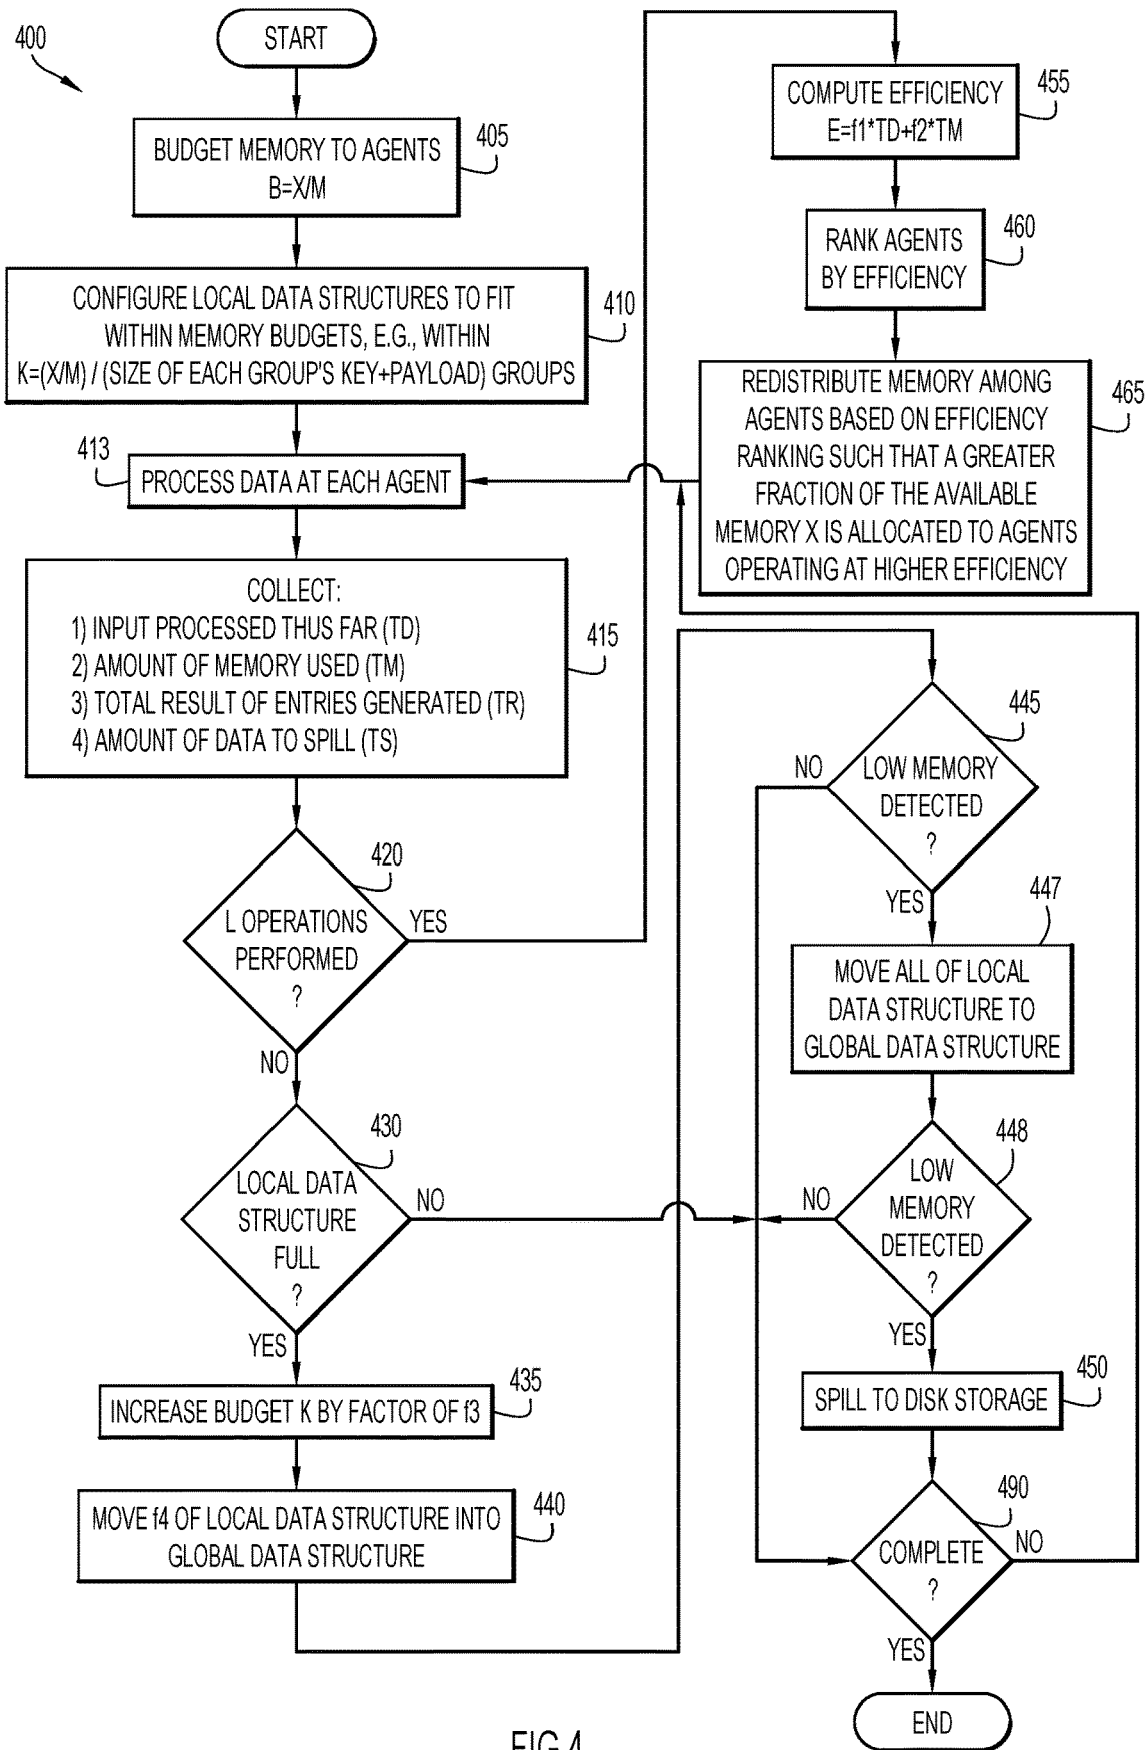 400
START
BUDGET MEMORY TO AGENTS
B=X/M
405
CONFIGURE LOCAL DATA STRUCTURES TO FIT
WITHIN MEMORY BUDGETS, E.G., WITHIN
K=(X/M) / (SIZE OF EACH GROUP'S KEY+PAYLOAD) GROUPS
410
413
PROCESS DATA AT EACH AGENT
COLLECT:
1) INPUT PROCESSED THUS FAR (TD)
2) AMOUNT OF MEMORY USED (TM)
3) TOTAL RESULT OF ENTRIES GENERATED (TR)
4) AMOUNT OF DATA TO SPILL (TS)
415
420
L OPERATIONS
PERFORMED
?
YES
NO
430
LOCAL DATA
STRUCTURE
FULL
?
NO
YES
INCREASE BUDGET K BY FACTOR OF f3
435
MOVE f4 OF LOCAL DATA STRUCTURE INTO
GLOBAL DATA STRUCTURE
440
COMPUTE EFFICIENCY
E=f1*TD+f2*TM
455
RANK AGENTS
BY EFFICIENCY
460
REDISTRIBUTE MEMORY AMONG
AGENTS BASED ON EFFICIENCY
RANKING SUCH THAT A GREATER
FRACTION OF THE AVAILABLE
MEMORY X IS ALLOCATED TO AGENTS
OPERATING AT HIGHER EFFICIENCY
465
445
NO
LOW MEMORY
DETECTED
?
YES
447
MOVE ALL OF LOCAL
DATA STRUCTURE TO
GLOBAL DATA STRUCTURE
448
NO
LOW
MEMORY
DETECTED
?
YES
SPILL TO DISK STORAGE
450
490
COMPLETE
?
NO
YES
END
FIG.4